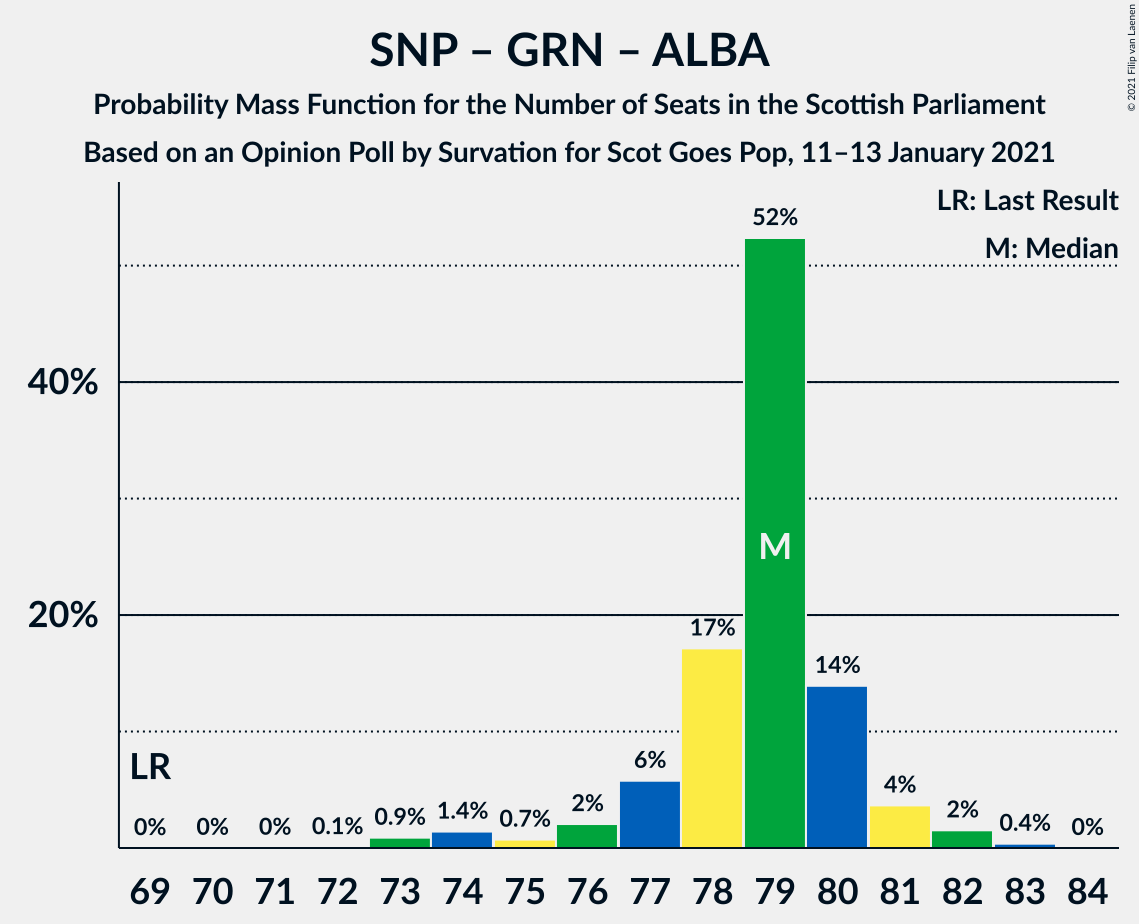 SNP – GRN – ALBA
Probability Mass Function for the Number of Seats in the Scottish Parliament
Based on an Opinion Poll by Survation for Scot Goes Pop, 11–13 January 2021
© 2021 Filip van Laenen
LR: Last Result
M: Median
52%
40%
M
20%
17%
14%
LR
6%
4%
0% 0% 0% 0.1% 0.9% 1.4% 0.7% 2% 2% 0.4% 0%
69 70 71 72 73 74 75 76 77 78 79 80 81 82 83 84